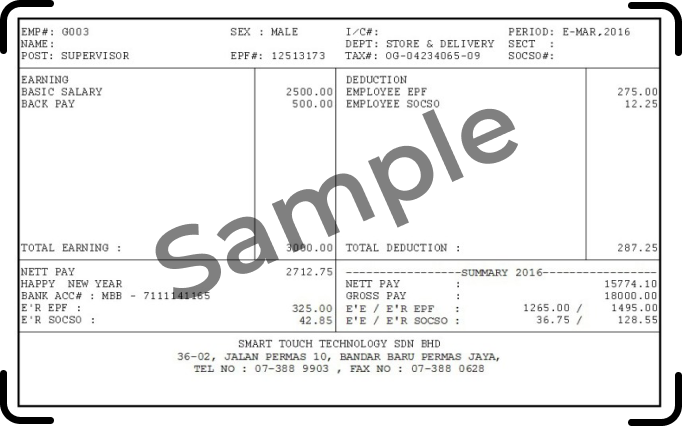 EMP#: G003 SEX : MALE I/C#: PERIOD: E-MAR,2016
NAME: DEPT: STORE & DELIVERY SECT :
POST: SUPERVISOR EPF#: 12513173 TAX#: OG-04234065-09 SOCSO#:
EARNING DEDUCTION
BASIC SALARY 2500.00 EMPLOYEE EPF 275.00
BACK PAY 500.00 EMPLOYEE SOCSO 12.25
Sample
TOTAL EARNING : 3000.00 TOTAL DEDUCTION : 287.25
NETT PAY 2712.75 -----------------SUMMARY 2016-----------------
HAPPY NEW YEAR NETT PAY : 15774.10
BANK ACC# : MBB - 7111141165 GROSS PAY : 18000.00
E'R EPF : 325.00 E'E / E'R EPF : 1265.00 / 1495.00
E'R SOCSO : 42.85 E'E / E'R SOCSO : 36.75 / 128.55
SMART TOUCH TECHNOLOGY SDN BHD
36-02, JALAN PERMAS 10, BANDAR BARU PERMAS JAYA,
TEL NO : 07-388 9903 , FAX NO : 07-388 0628